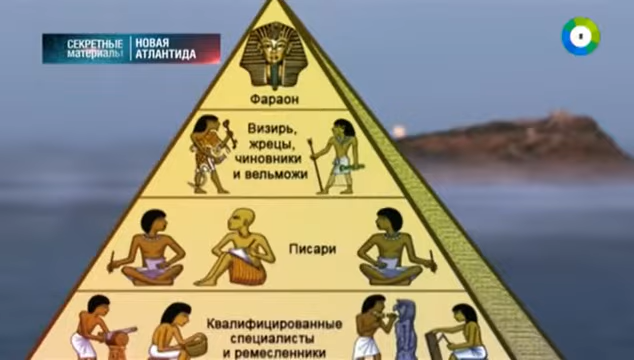 СЕКРЕТНЫЕ
материалы
НОВАЯ
АТЛАНТИДА
Фараон
Визирь,
жрецы,
чиновники
и вельможи
Писари
Квалифицированные
специалисты
и ремесленники